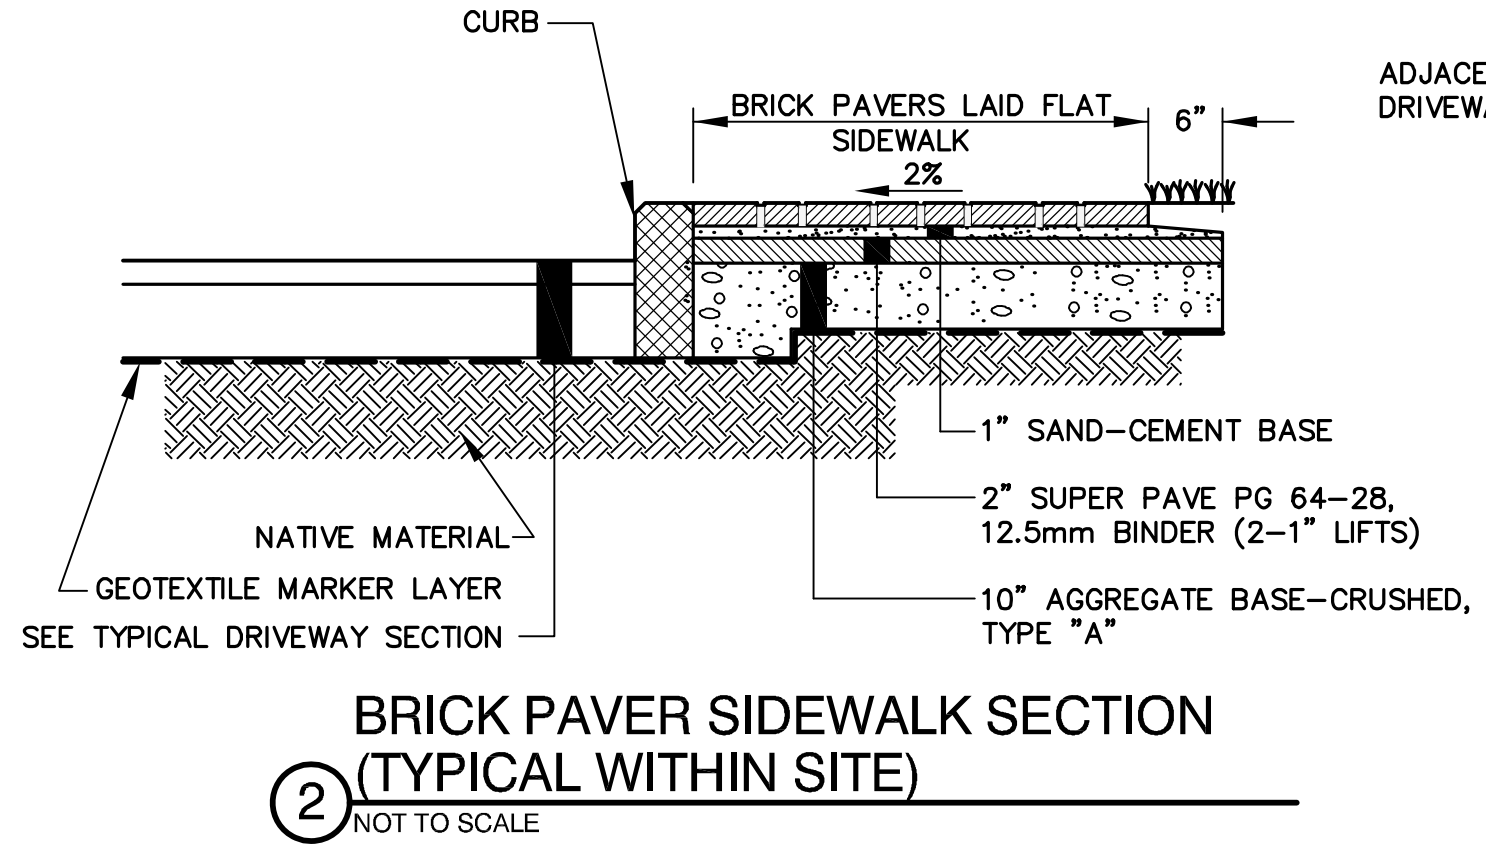 CURB
BRICK PAVERS LAID FLAT
SIDEWALK
2%
6"
ADJACE
DRIVEWA
1" SAND-CEMENT BASE
2" SUPER PAVE PG 64-28,
12.5mm BINDER (2-1" LIFTS)
10" AGGREGATE BASE-CRUSHED,
TYPE "A"
NATIVE MATERIAL
GEOTEXTILE MARKER LAYER
SEE TYPICAL DRIVEWAY SECTION
BRICK PAVER SIDEWALK SECTION
(TYPICAL WITHIN SITE)
2
NOT TO SCALE